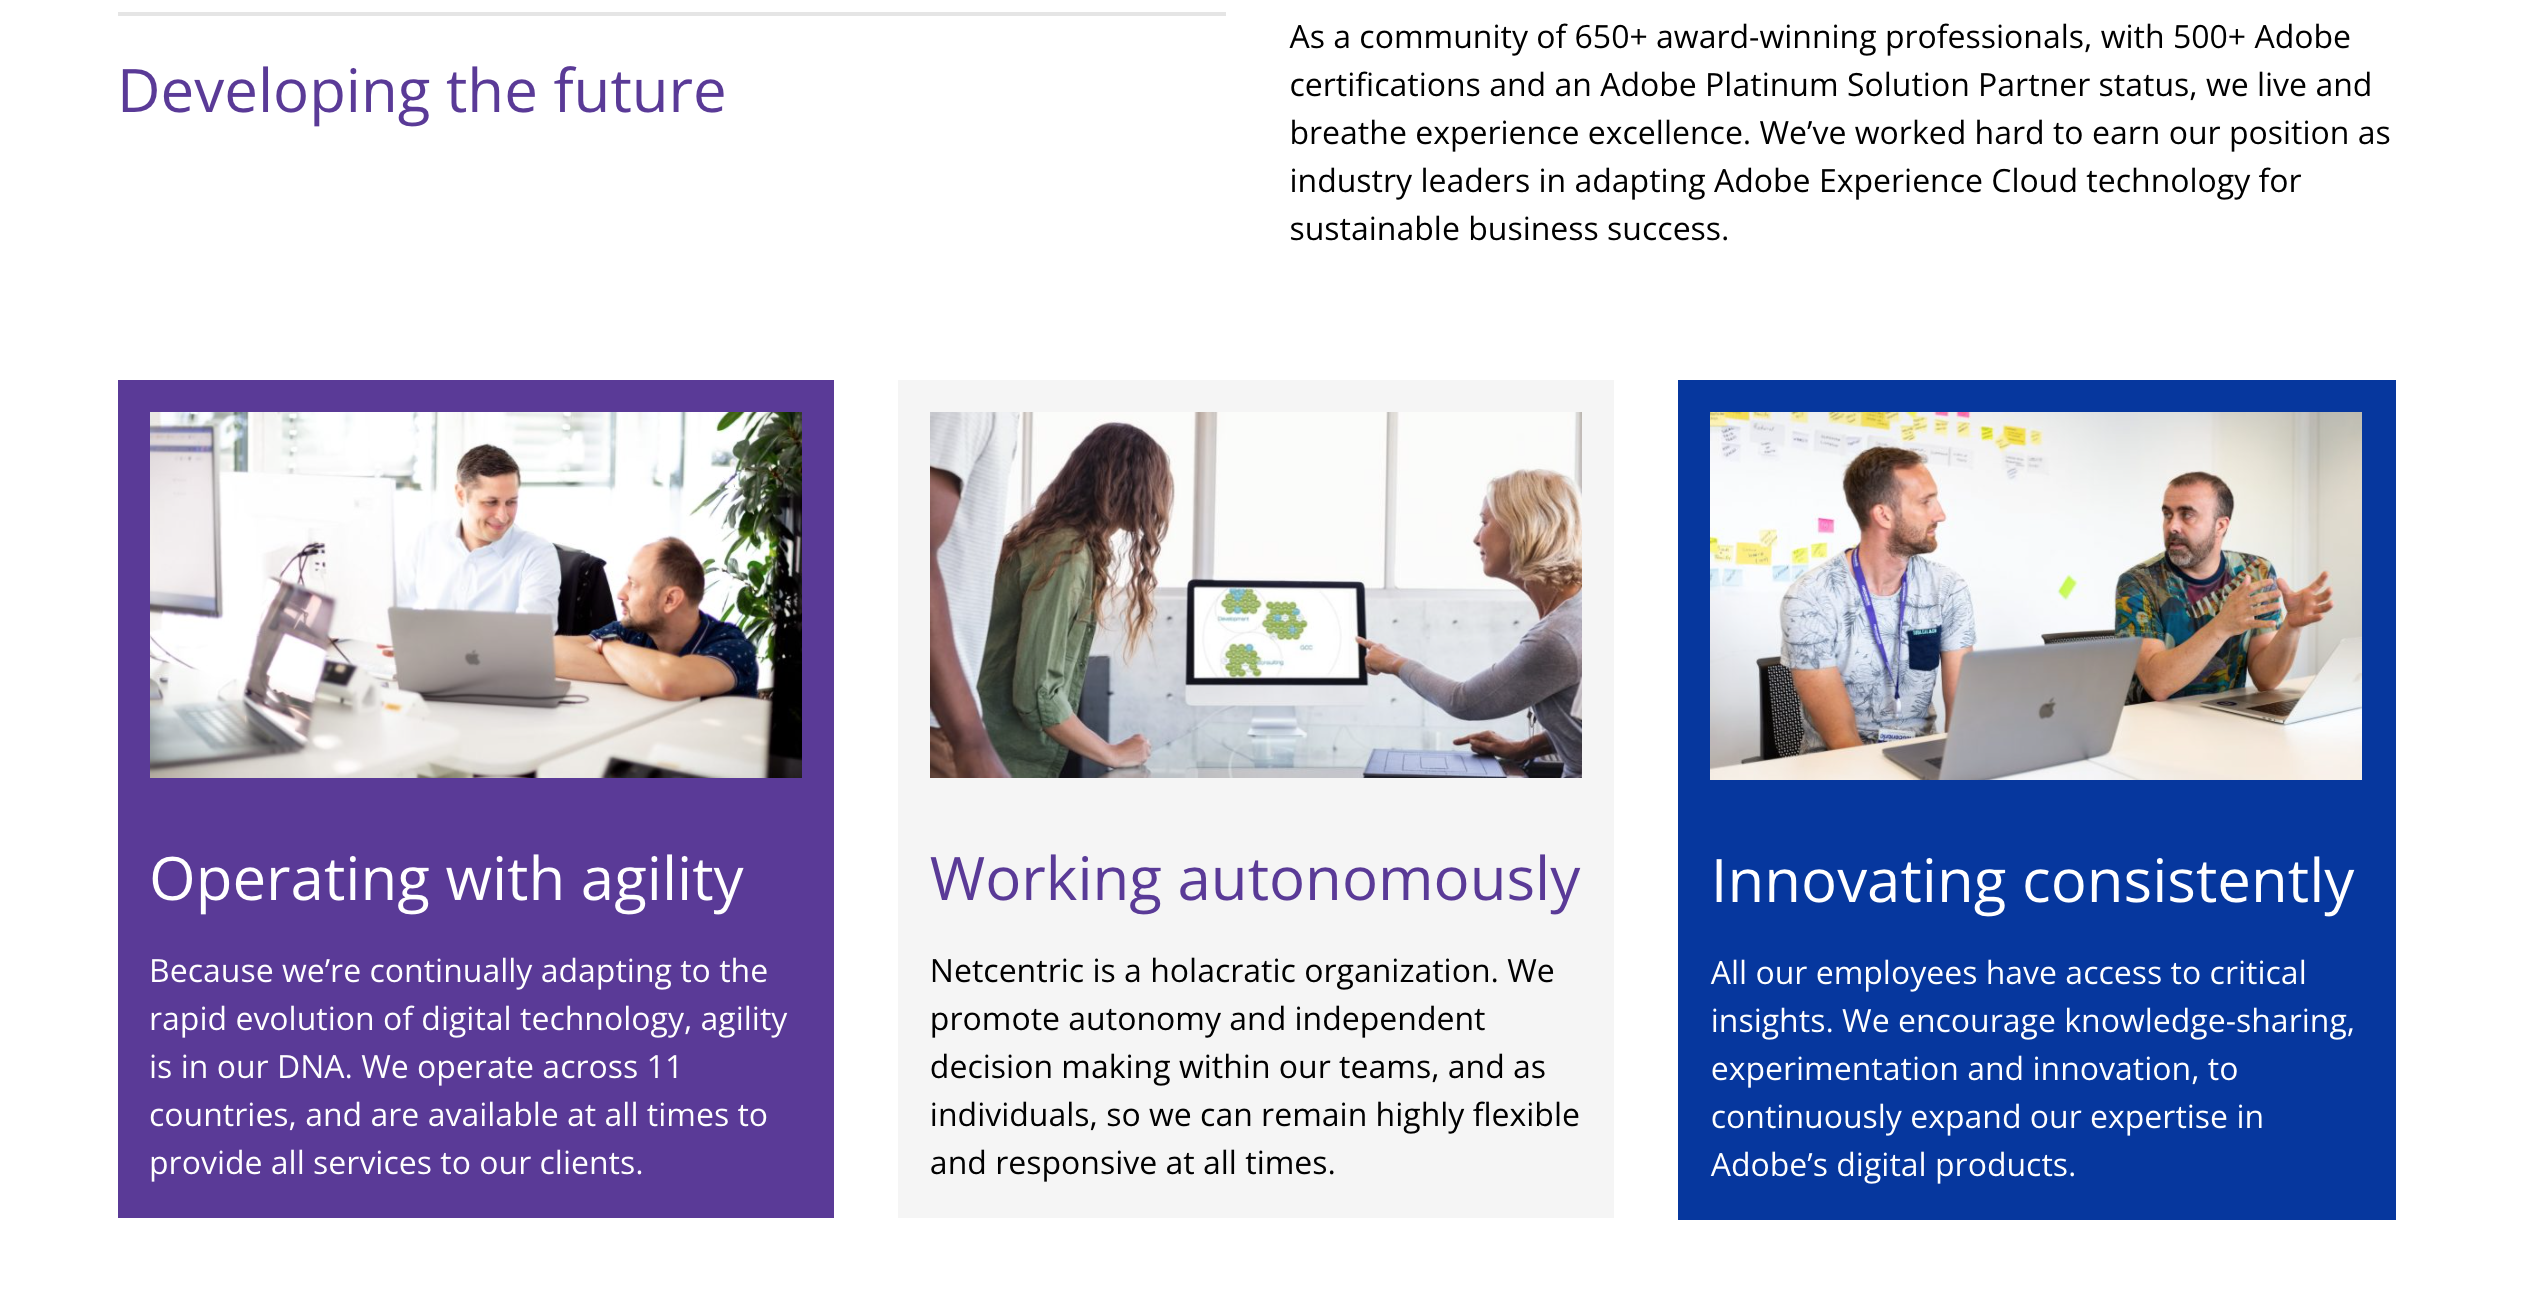 Developing the future
As a community of 650+ award-winning professionals, with 500+ Adobe
certifications and an Adobe Platinum Solution Partner status, we live and
breathe experience excellence. We’ve worked hard to earn our position as
industry leaders in adapting Adobe Experience Cloud technology for
sustainable business success.
Operating with agility
Because we’re continually adapting to the
rapid evolution of digital technology, agility
is in our DNA. We operate across 11
countries, and are available at all times to
provide all services to our clients.
Development
GCC
Consulting
Working autonomously
Netcentric is a holacratic organization. We
promote autonomy and independent
decision making within our teams, and as
individuals, so we can remain highly flexible
and responsive at all times.
Innovating consistently
All our employees have access to critical
insights. We encourage knowledge-sharing,
experimentation and innovation, to
continuously expand our expertise in
Adobe’s digital products.